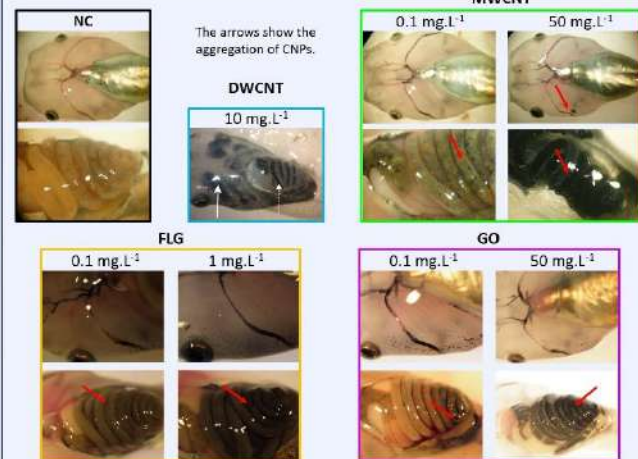 NC
The arrows show the
aggregation of CNPs.
DWCNT
10 mg.L⁻¹
MWCNT
0.1 mg.L⁻¹
50 mg.L⁻¹
FLG
0.1 mg.L⁻¹
1 mg.L⁻¹
GO
0.1 mg.L⁻¹
50 mg.L⁻¹